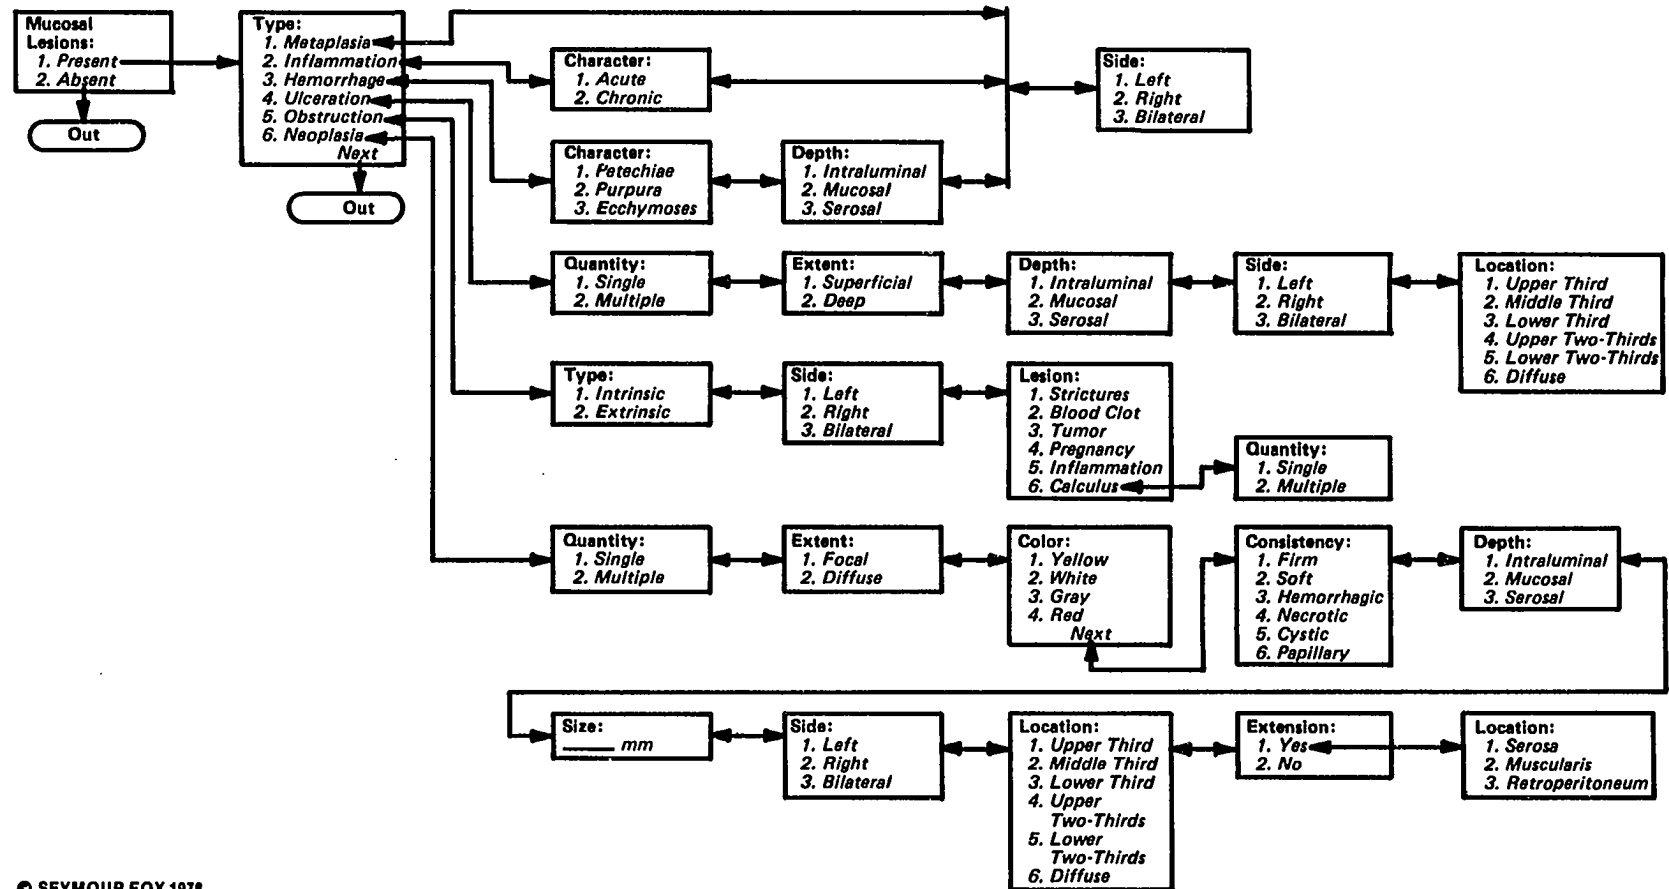 Mucosal
Lesions:
1. Present
2. Absent
Out
Type:
1. Metaplasia
2. Inflammation
3. Hemorrhage
4. Ulceration
5. Obstruction
6. Neoplasia
Next
Out
Character:
1. Acute
2. Chronic
Side:
1. Left
2. Right
3. Bilateral
Character:
1. Petechiae
2. Purpura
3. Ecchymoses
Depth:
1. Intraluminal
2. Mucosal
3. Serosal
Quantity:
1. Single
2. Multiple
Extent:
1. Superficial
2. Deep
Depth:
1. Intraluminal
2. Mucosal
3. Serosal
Side:
1. Left
2. Right
3. Bilateral
Location:
1. Upper Third
2. Middle Third
3. Lower Third
4. Upper Two-Thirds
5. Lower Two-Thirds
6. Diffuse
Type:
1. Intrinsic
2. Extrinsic
Side:
1. Left
2. Right
3. Bilateral
Lesion:
1. Strictures
2. Blood Clot
3. Tumor
4. Pregnancy
5. Inflammation
6. Calculus
Quantity:
1. Single
2. Multiple
Quantity:
1. Single
2. Multiple
Extent:
1. Focal
2. Diffuse
Color:
1. Yellow
2. White
3. Gray
4. Red
Next
Consistency:
1. Firm
2. Soft
3. Hemorrhagic
4. Necrotic
5. Cystic
6. Papillary
Depth:
1. Intraluminal
2. Mucosal
3. Serosal
Size:
_____ mm
Side:
1. Left
2. Right
3. Bilateral
Location:
1. Upper Third
2. Middle Third
3. Lower Third
4. Upper
Two-Thirds
5. Lower
Two-Thirds
6. Diffuse
Extension:
1. Yes
2. No
Location:
1. Serosa
2. Muscularis
3. Retroperitoneum
© SEYMOUR FOX 1978